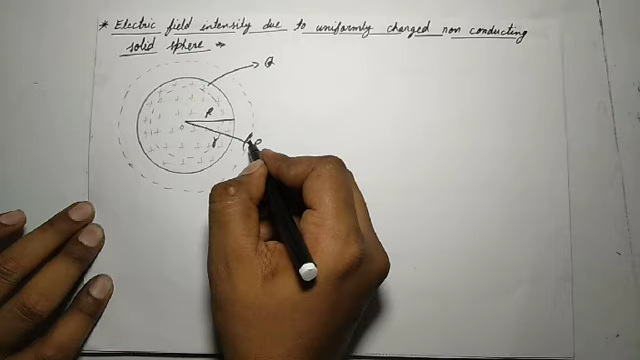 * Electric field intensity due to uniformly charged non conducting
solid sphere →
Q
R
O
r
P